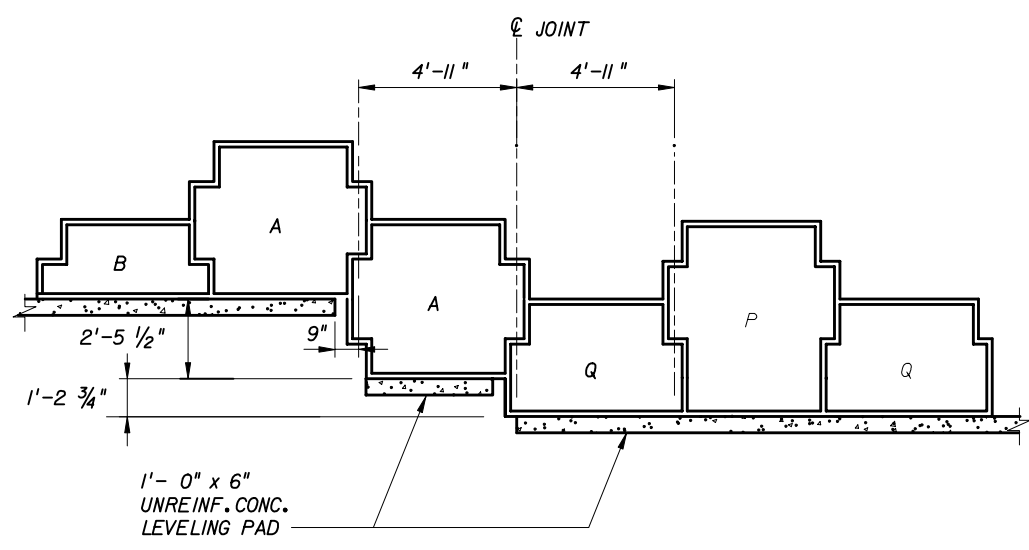 ℄ JOINT
4'-11" 4'-11"
A
B
A
P
2'-5 1/2"
9"
Q Q
1'-2 3/4"
1'- 0" x 6"
UNREINF. CONC.
LEVELING PAD